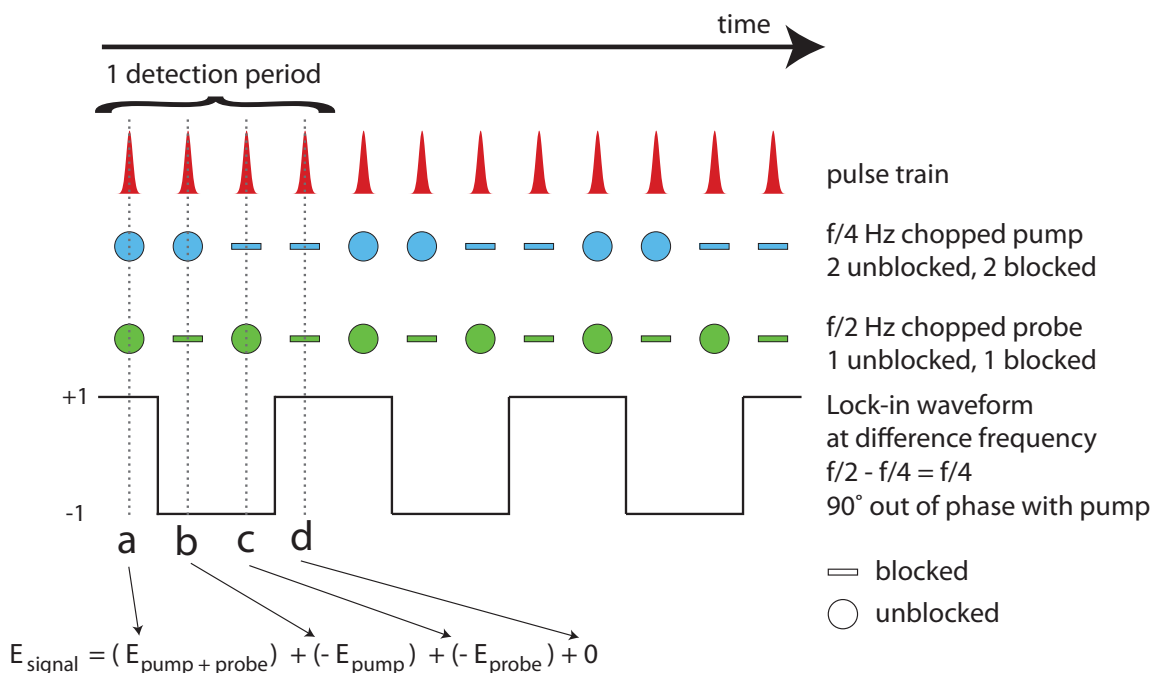 time
1 detection period
pulse train
f/4 Hz chopped pump
2 unblocked, 2 blocked
f/2 Hz chopped probe
1 unblocked, 1 blocked
+1
Lock-in waveform
at difference frequency
f/2 - f/4 = f/4
90° out of phase with pump
-1
a b c d
blocked
unblocked
E signal = ( E pump + probe ) + (- E pump ) + (- E probe ) + 0